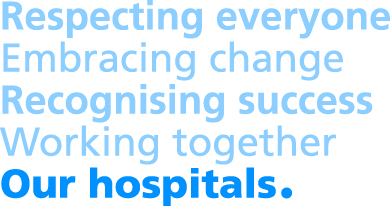 Respecting everyone
Embracing change
Recognising success
Working together
Our hospitals.